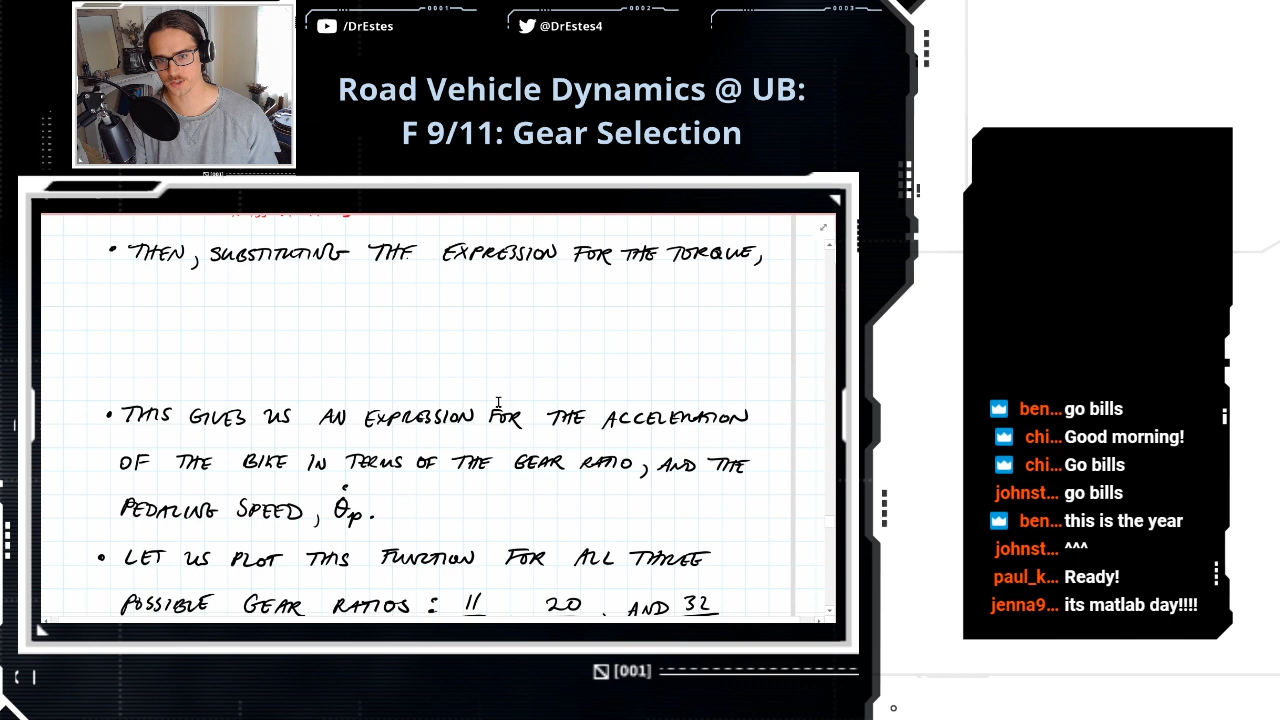 0001
0002
0003
/DrEstes
@DrEstes4
Road Vehicle Dynamics @ UB:
F 9/11: Gear Selection
[001]
• THEN, SUBSTITUTING THE EXPRESSION FOR THE TORQUE,
• THIS GIVES US AN EXPRESSION FOR THE ACCELERATION
OF THE BIKE IN TERMS OF THE GEAR RATIO, AND THE
PEDALING SPEED, θ̇p.
• LET US PLOT THIS FUNCTION FOR ALL THREE
POSSIBLE GEAR RATIOS: 11 20, AND 32
[001]
ben... go bills
chi... Good morning!
chi... Go bills
johnst... go bills
ben... this is the year
johnst... ^^^
paul_k... Ready!
jenna9... its matlab day!!!!